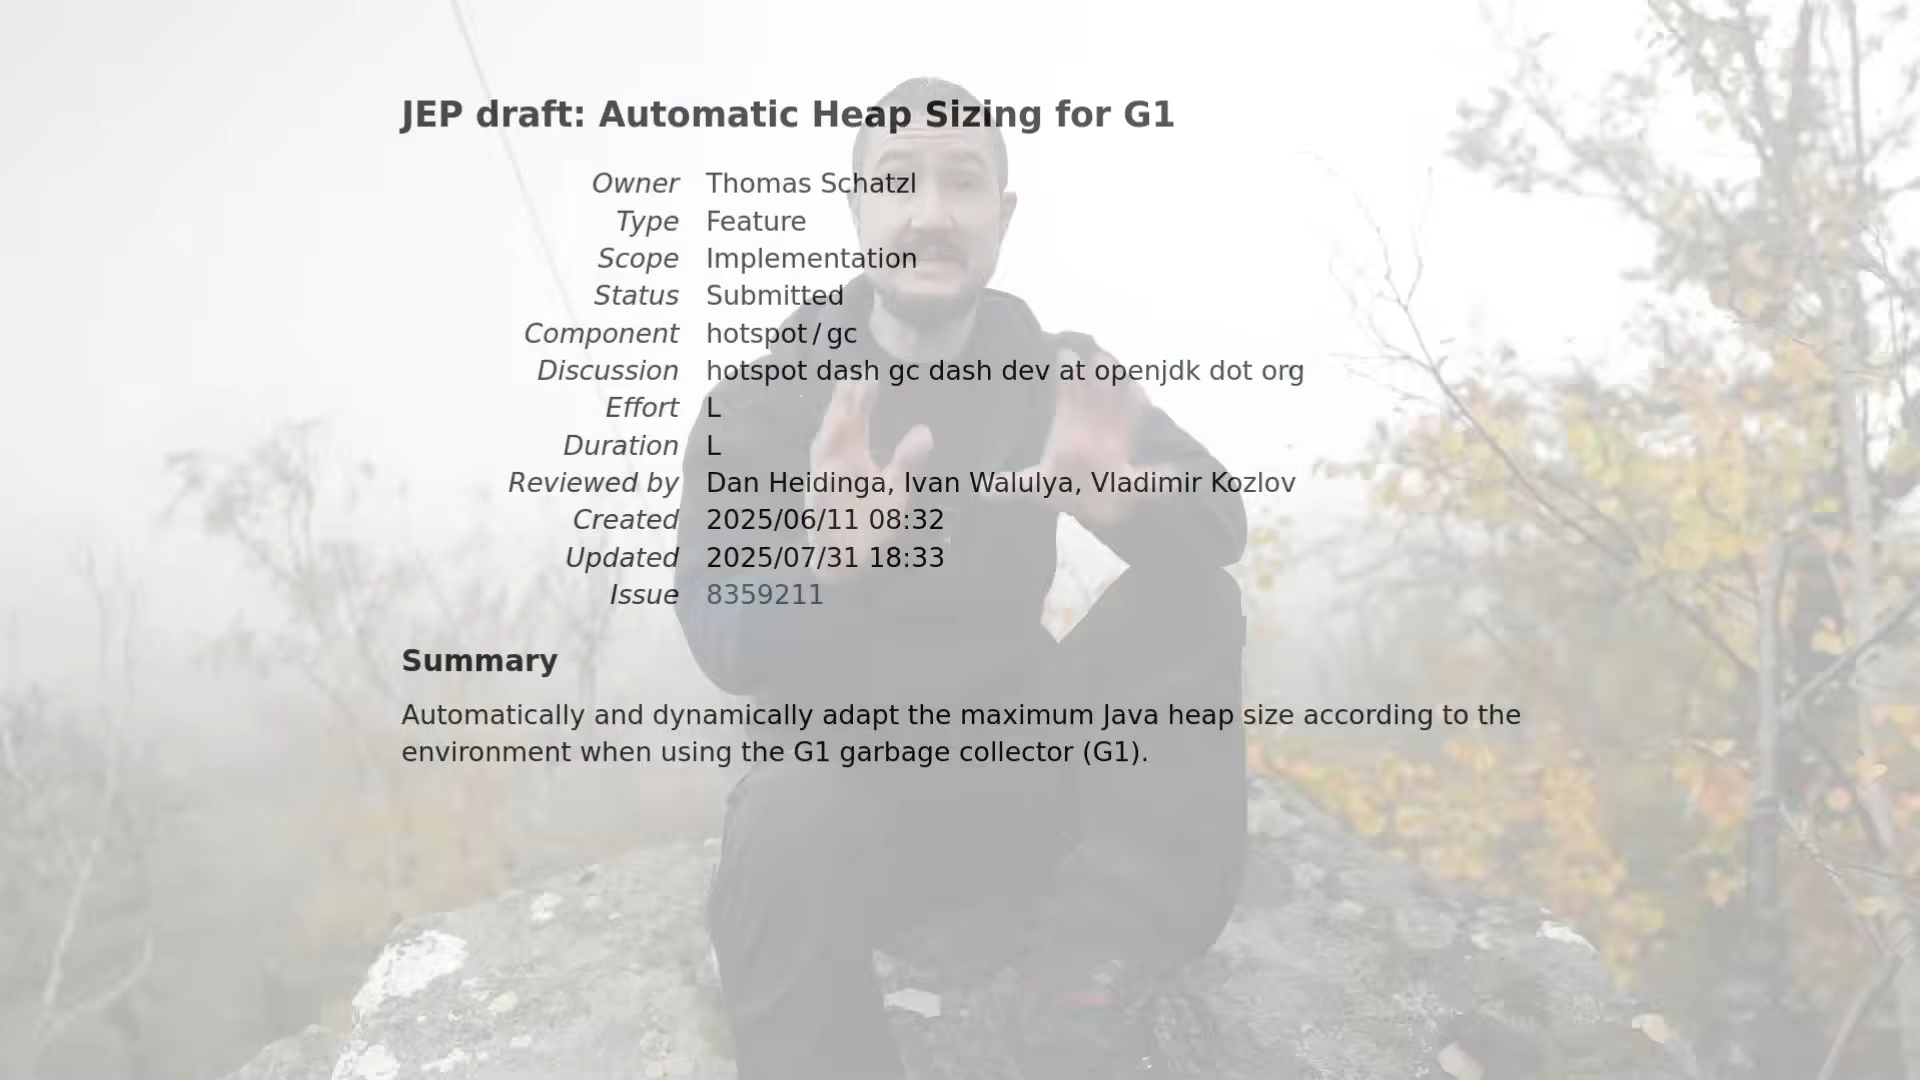 JEP draft: Automatic Heap Sizing for G1
Owner Thomas Schatzl
Type Feature
Scope Implementation
Status Submitted
Component hotspot / gc
Discussion hotspot dash gc dash dev at openjdk dot org
Effort L
Duration L
Reviewed by Dan Heidinga, Ivan Walulya, Vladimir Kozlov
Created 2025/06/11 08:32
Updated 2025/07/31 18:33
Issue 8359211
Summary
Automatically and dynamically adapt the maximum Java heap size according to the
environment when using the G1 garbage collector (G1).